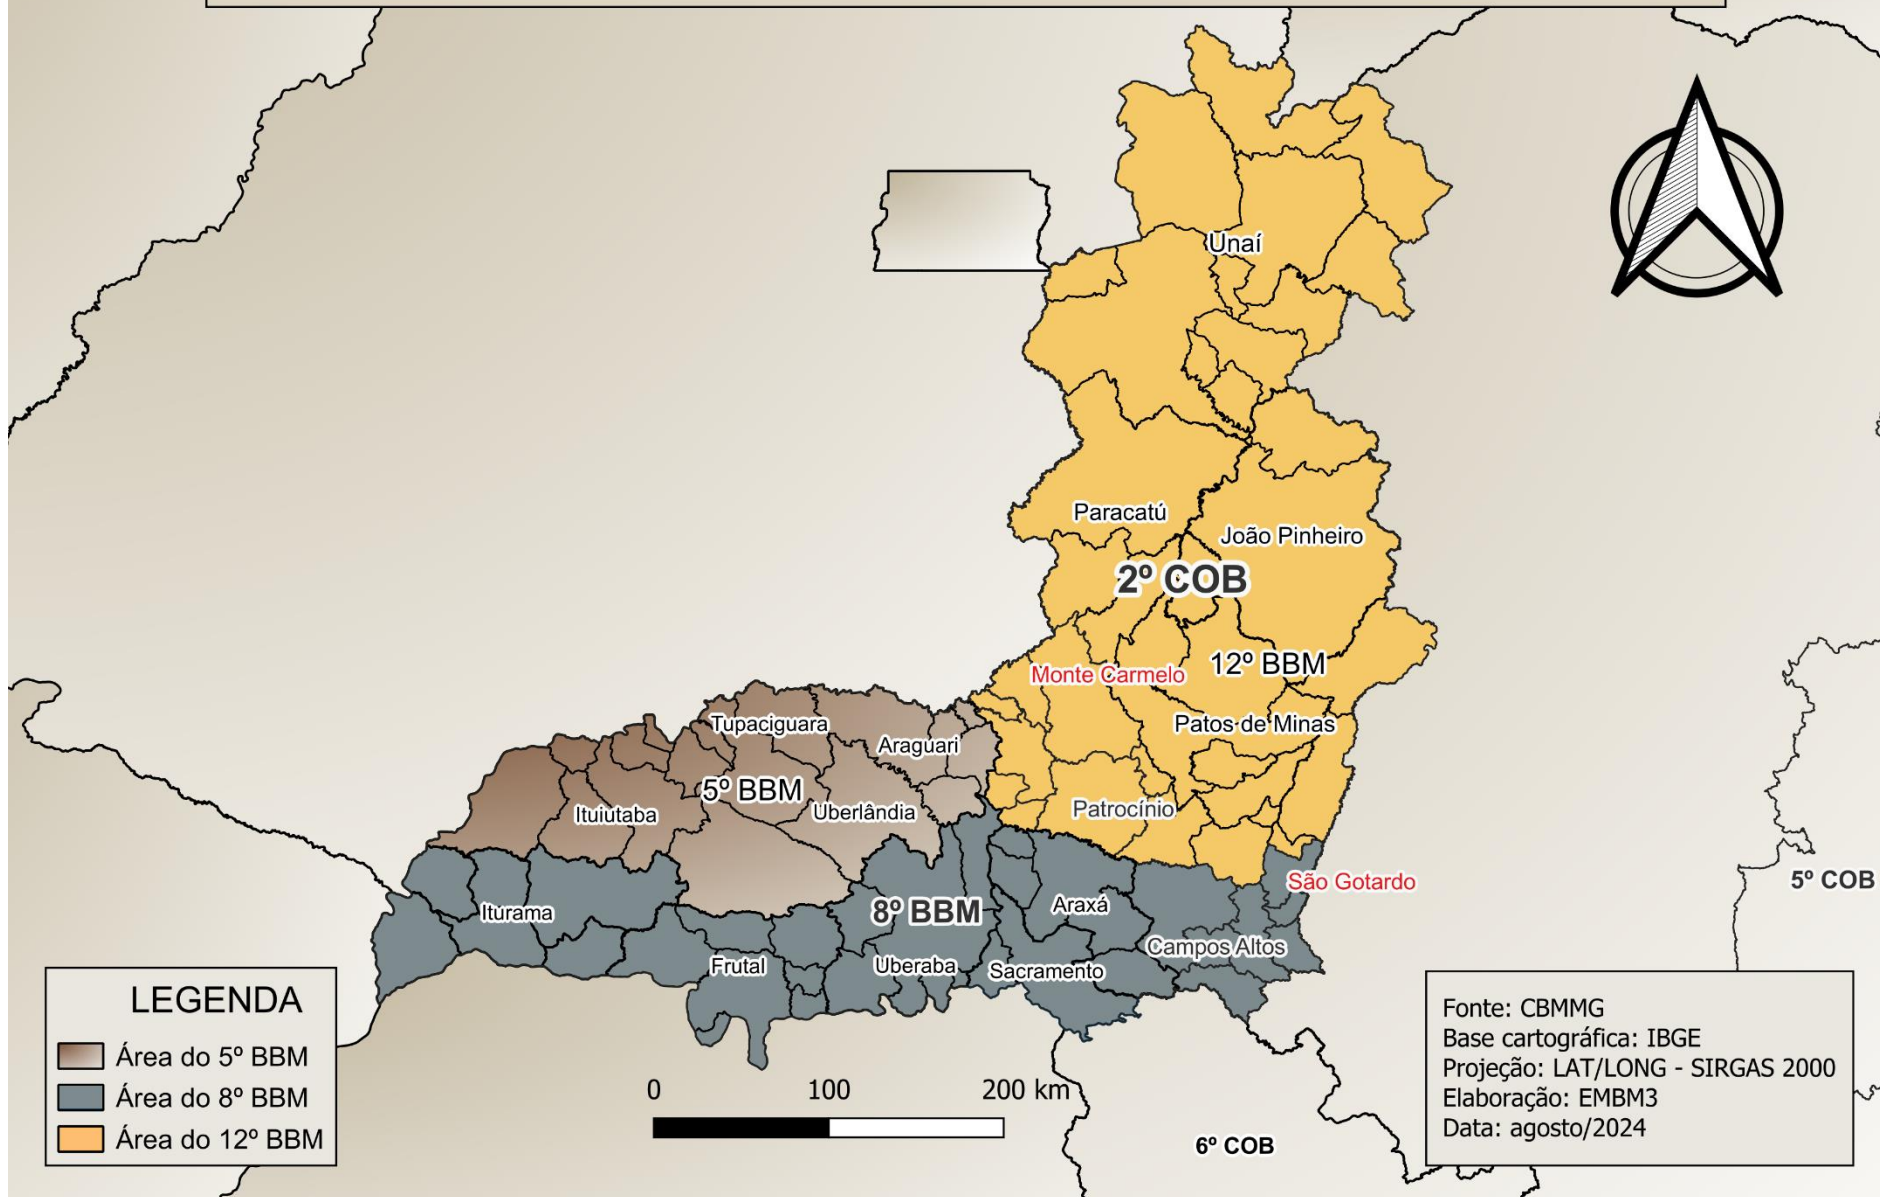 Unaí
Paracatú
João Pinheiro
2º COB
12º BBM
Monte Carmelo
Patos de Minas
Tupaciguara
Araguari
5º BBM
Uberlândia
Ituiutaba
Patrocínio
São Gotardo
5º COB
Iturama
8º BBM
Araxá
Campos Altos
Frutal
Uberaba
Sacramento
LEGENDA
Área do 5º BBM
Área do 8º BBM
Área do 12º BBM
0 100 200 km
6º COB
Fonte: CBMMG
Base cartográfica: IBGE
Projeção: LAT/LONG - SIRGAS 2000
Elaboração: EMBM3
Data: agosto/2024